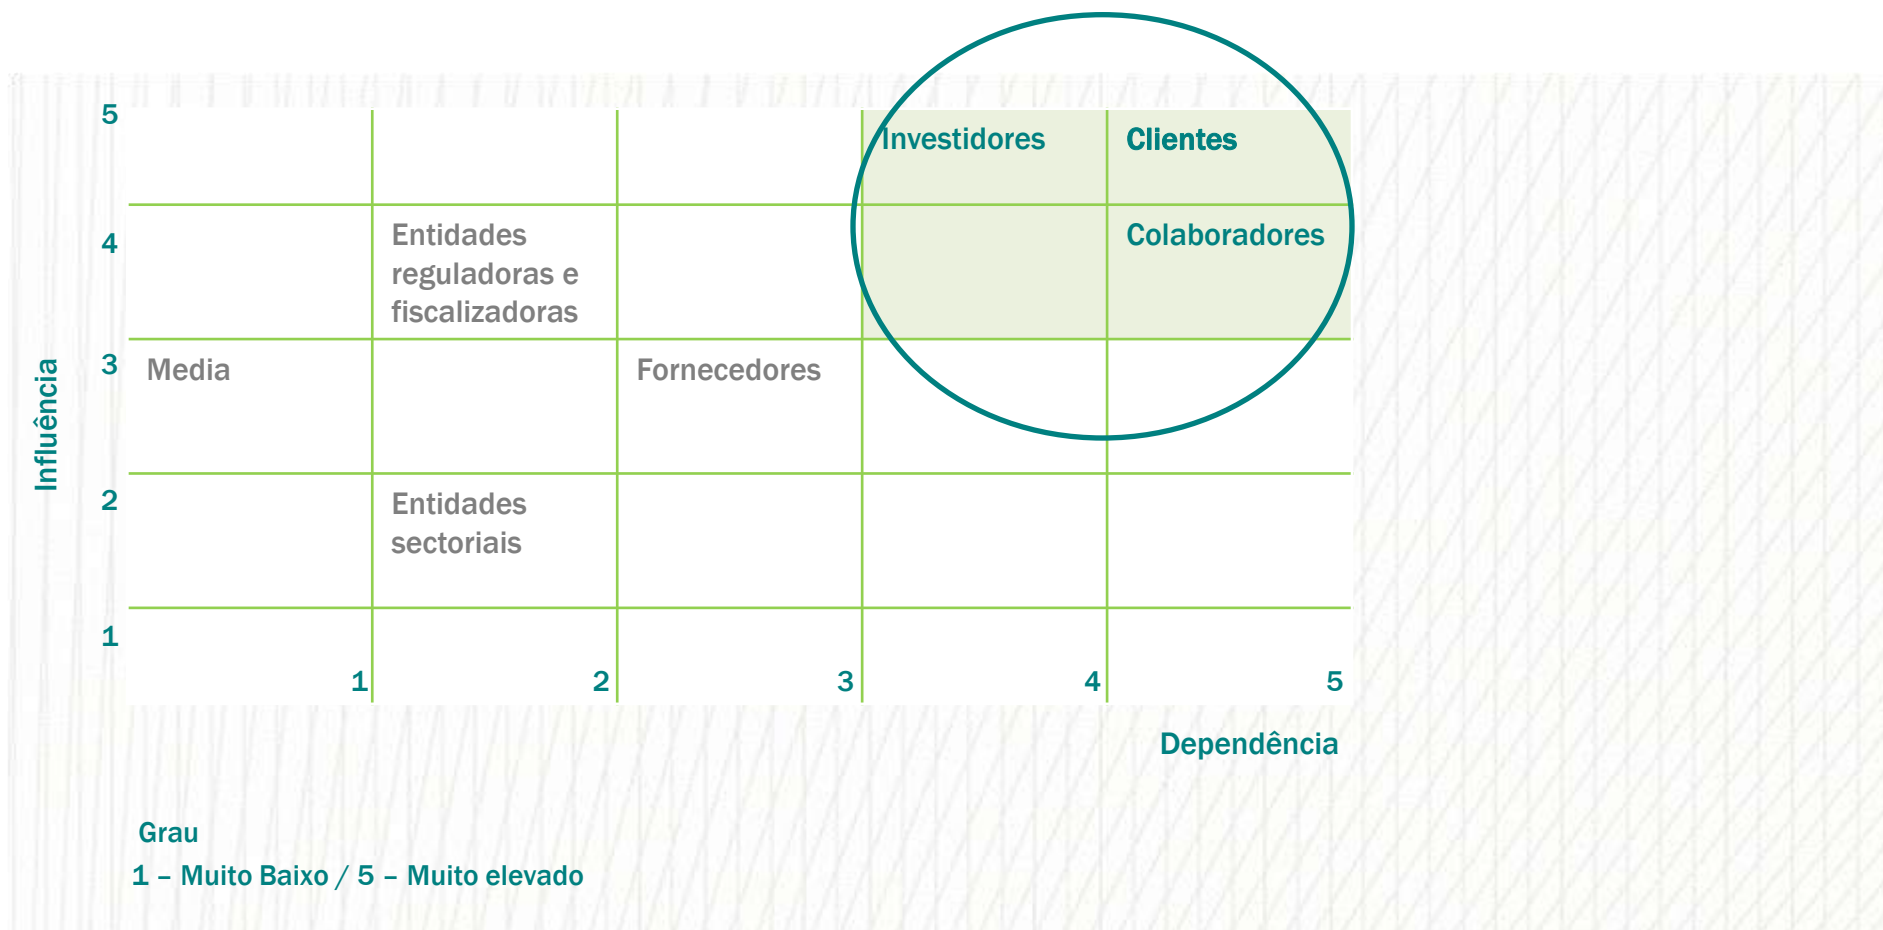 5
Investidores
Clientes
4
Entidades
reguladoras e
fiscalizadoras
Colaboradores
Influência
3
Media
Fornecedores
2
Entidades
sectoriais
1
1
2
3
4
5
Dependência
Grau
1 – Muito Baixo / 5 – Muito elevado